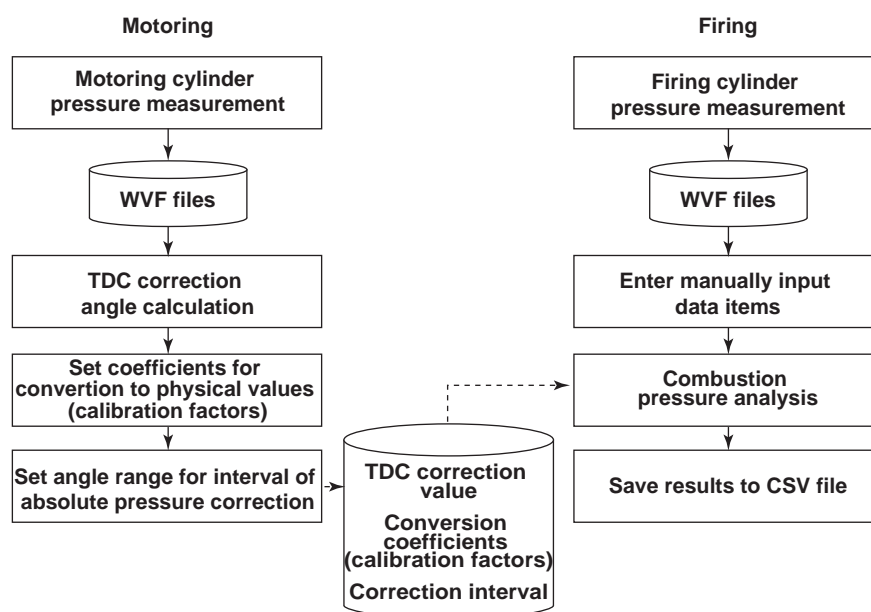 Motoring
Motoring cylinder
pressure measurement
WVF files
TDC correction
angle calculation
Set coefficients for
convertion to physical values
(calibration factors)
Set angle range for interval of
absolute pressure correction
TDC correction
value
Conversion
coefficients
(calibration factors)
Correction interval
Firing
Firing cylinder
pressure measurement
WVF files
Enter manually input
data items
Combustion
pressure analysis
Save results to CSV file